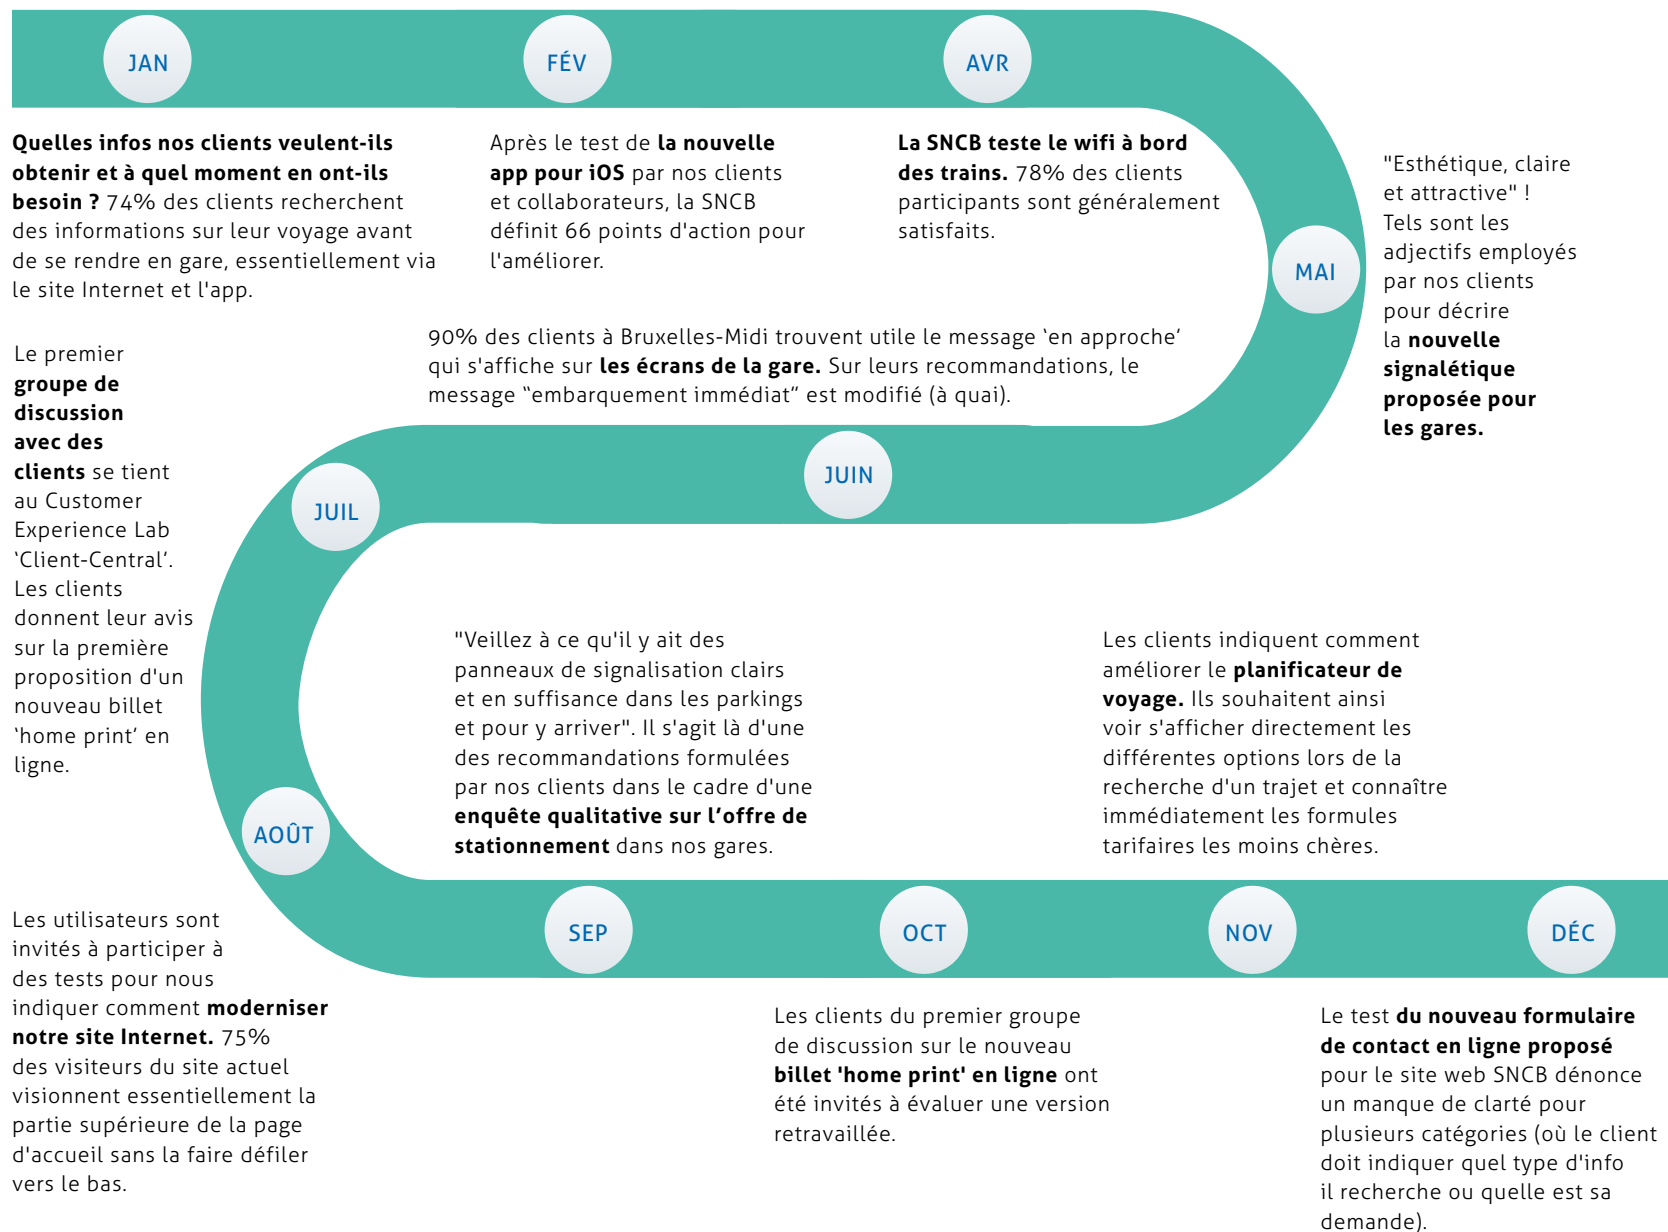 JAN
Quelles infos nos clients veulent-ils
obtenir et à quel moment en ont-ils
besoin ? 74% des clients recherchent
des informations sur leur voyage avant
de se rendre en gare, essentiellement via
le site Internet et l'app.
FÉV
Après le test de la nouvelle
app pour iOS par nos clients
et collaborateurs, la SNCB
définit 66 points d'action pour
l'améliorer.
AVR
La SNCB teste le wifi à bord
des trains. 78% des clients
participants sont généralement
satisfaits.
MAI
"Esthétique, claire
et attractive" !
Tels sont les
adjectifs employés
par nos clients
pour décrire
la nouvelle
signalétique
proposée pour
les gares.
90% des clients à Bruxelles-Midi trouvent utile le message ‘en approche’
qui s'affiche sur les écrans de la gare. Sur leurs recommandations, le
message “embarquement immédiat” est modifié (à quai).
JUIN
JUIL
Le premier
groupe de
discussion
avec des
clients se tient
au Customer
Experience Lab
‘Client-Central’.
Les clients
donnent leur avis
sur la première
proposition d'un
nouveau billet
‘home print’ en
ligne.
AOÛT
Les utilisateurs sont
invités à participer à
des tests pour nous
indiquer comment moderniser
notre site Internet. 75%
des visiteurs du site actuel
visionnent essentiellement la
partie supérieure de la page
d'accueil sans la faire défiler
vers le bas.
"Veillez à ce qu'il y ait des
panneaux de signalisation clairs
et en suffisance dans les parkings
et pour y arriver". Il s'agit là d'une
des recommandations formulées
par nos clients dans le cadre d'une
enquête qualitative sur l’offre de
stationnement dans nos gares.
SEP
OCT
Les clients du premier groupe
de discussion sur le nouveau
billet 'home print' en ligne ont
été invités à évaluer une version
retravaillée.
Les clients indiquent comment
améliorer le planificateur de
voyage. Ils souhaitent ainsi
voir s'afficher directement les
différentes options lors de la
recherche d'un trajet et connaître
immédiatement les formules
tarifaires les moins chères.
NOV
DÉC
Le test du nouveau formulaire
de contact en ligne proposé
pour le site web SNCB dénonce
un manque de clarté pour
plusieurs catégories (où le client
doit indiquer quel type d'info
il recherche ou quelle est sa
demande).